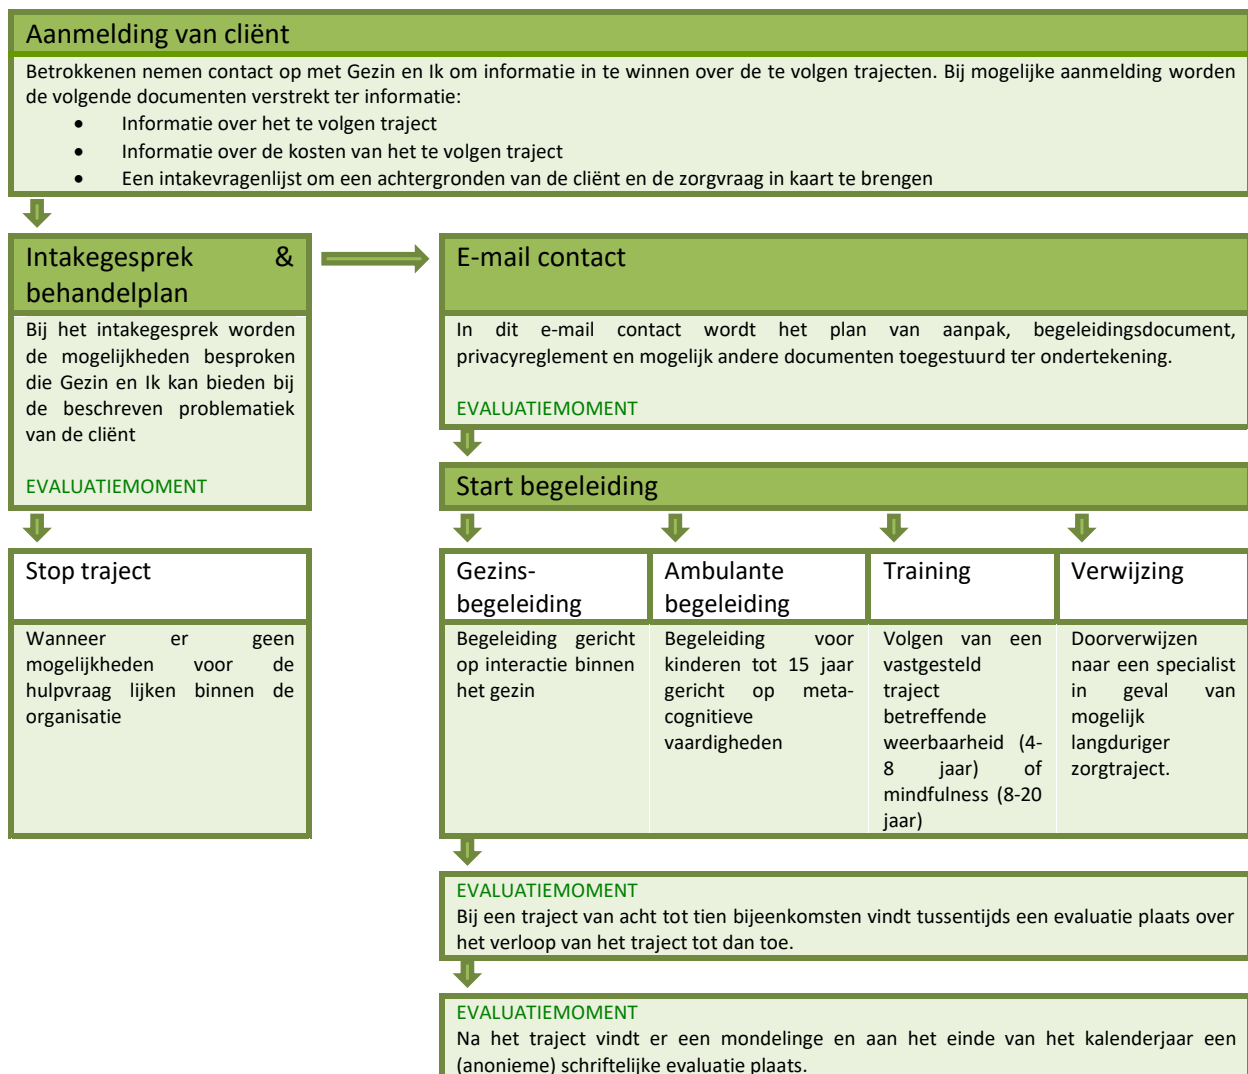 Aanmelding van cliënt
Betrokkenen nemen contact op met Gezin en Ik om informatie in te winnen over de te volgen trajecten. Bij mogelijke aanmelding worden
de volgende documenten verstrekt ter informatie:
• Informatie over het te volgen traject
• Informatie over de kosten van het te volgen traject
• Een intakevragenlijst om een achtergronden van de cliënt en de zorgvraag in kaart te brengen
Intakegesprek &
behandelplan
Bij het intakegesprek worden
de mogelijkheden besproken
die Gezin en Ik kan bieden bij
de beschreven problematiek
van de cliënt
EVALUATIEMOMENT
E-mail contact
In dit e-mail contact wordt het plan van aanpak, begeleidingsdocument,
privacyreglement en mogelijk andere documenten toegestuurd ter ondertekening.
EVALUATIEMOMENT
Start begeleiding
Stop traject
Wanneer er geen
mogelijkheden voor de
hulpvraag lijken binnen de
organisatie
Gezins-
begeleiding
Begeleiding gericht
op interactie binnen
het gezin
Ambulante
begeleiding
Begeleiding voor
kinderen tot 15 jaar
gericht op meta-
cognitieve
vaardigheden
Training
Volgen van een
vastgesteld
traject
betreffende
weerbaarheid (4-
8 jaar) of
mindfulness (8-20
jaar)
Verwijzing
Doorverwijzen
naar een specialist
in geval van
mogelijk
langduriger
zorgtraject.
EVALUATIEMOMENT
Bij een traject van acht tot tien bijeenkomsten vindt tussentijds een evaluatie plaats over
het verloop van het traject tot dan toe.
EVALUATIEMOMENT
Na het traject vindt er een mondelinge en aan het einde van het kalenderjaar een
(anonieme) schriftelijke evaluatie plaats.